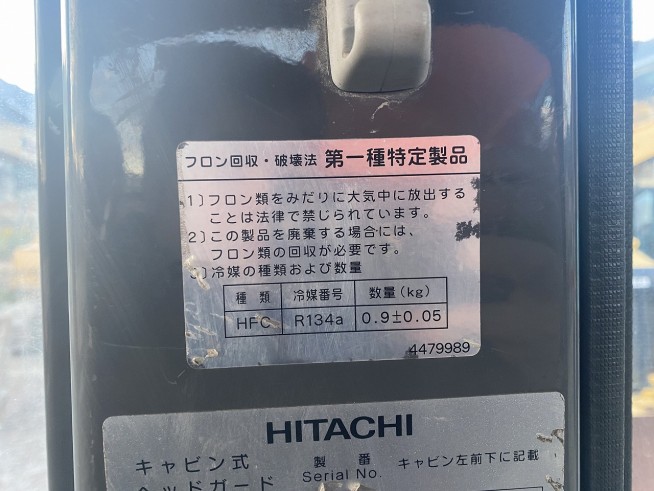 フロン回収・破壊法 第一種特定製品
1)フロン類をみだりに大気中に放出する
ことは法律で禁じられています。
2)この製品を廃棄する場合には、
フロン類の回収が必要です。
3)冷媒の種類および数量
種 類 冷媒番号 数量(kg)
HFC R134a 0.9±0.05
4479989
HITACHI
キャビン式 製 番 キャビン左前下に記載
ヘッドガード Serial No.